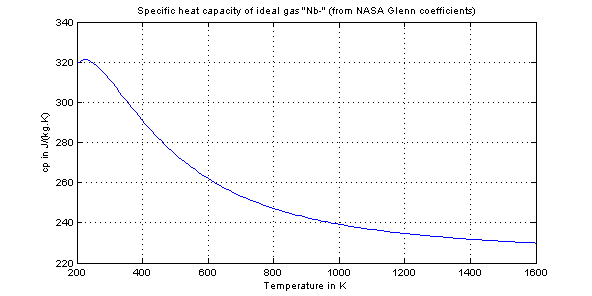 Specific heat capacity of ideal gas "Nb-" (from NASA Glenn coefficients)
340
320
300
280
260
240
220
cp in J/(kg.K)
200 400 600 800 1000 1200 1400 1600
Temperature in K